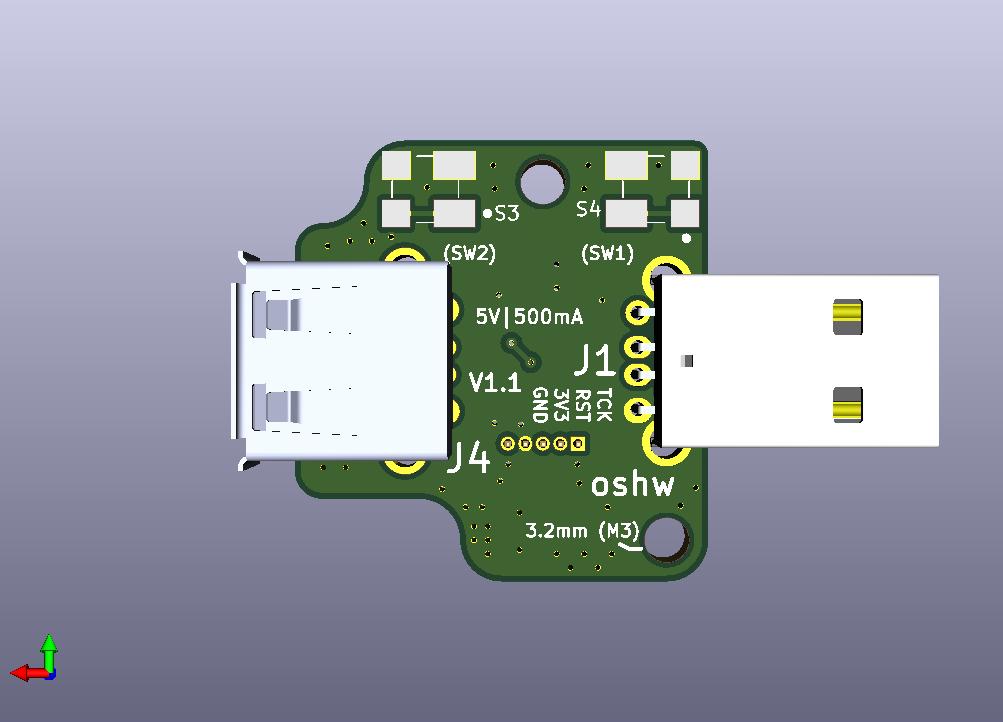 S3
S4
(SW2)
(SW1)
5V|500mA
J1
V1.1
GND
3V3
RST
TCK
J4
oshw
3.2mm (M3)